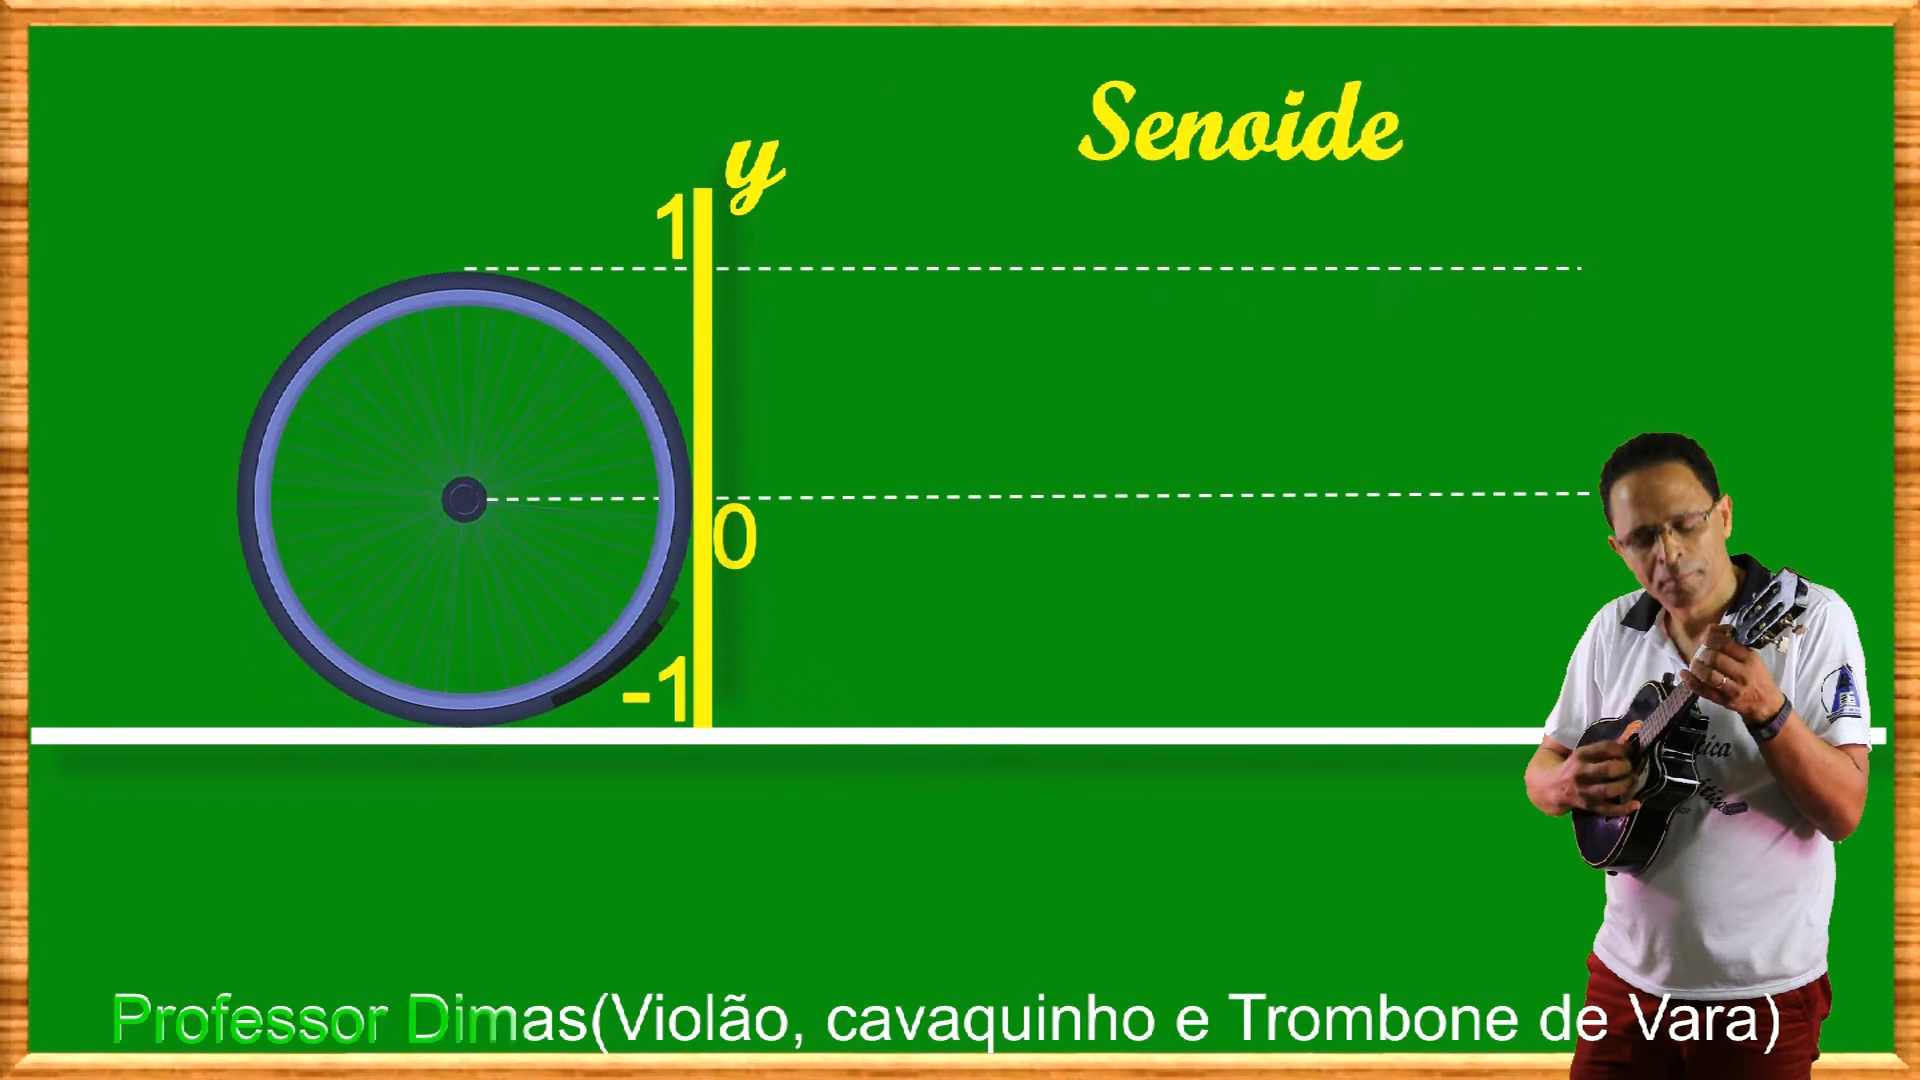 Senoide
y
1
0
-1
Professor Dimas(Violão, cavaquinho e Trombone de Vara)